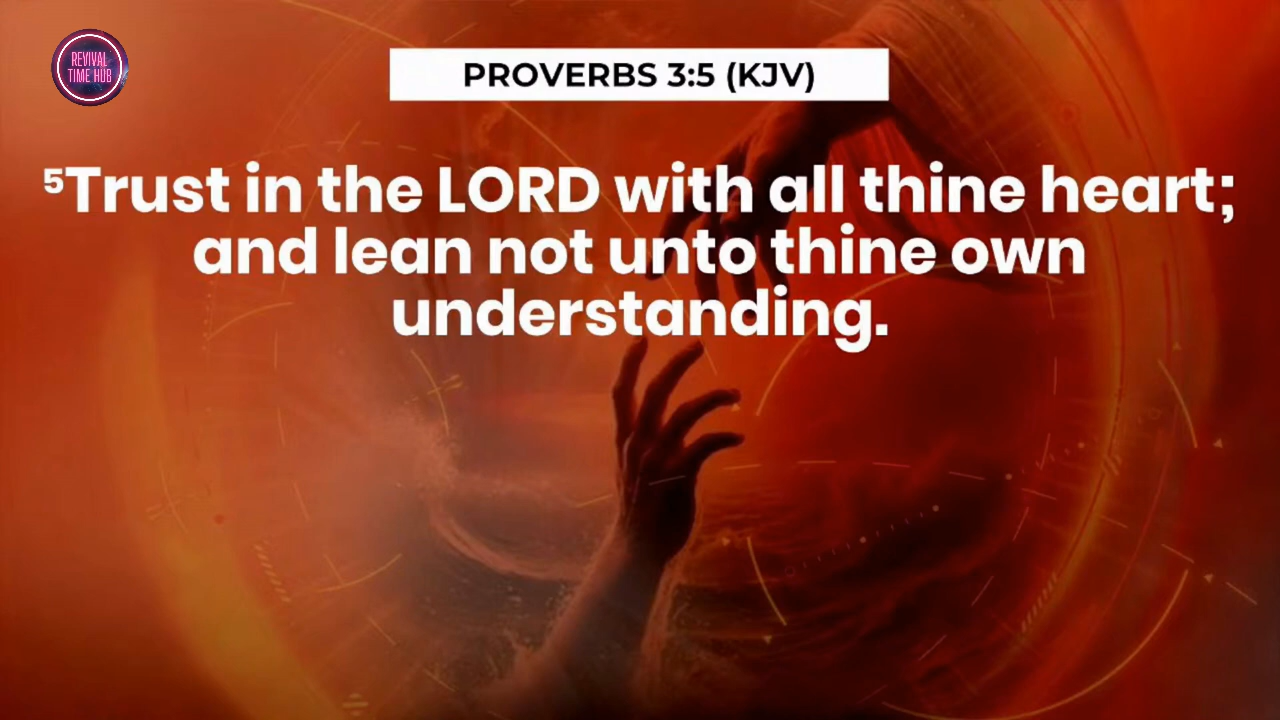 REVIVAL
TIME HUB
PROVERBS 3:5 (KJV)
⁵Trust in the LORD with all thine heart;
and lean not unto thine own
understanding.